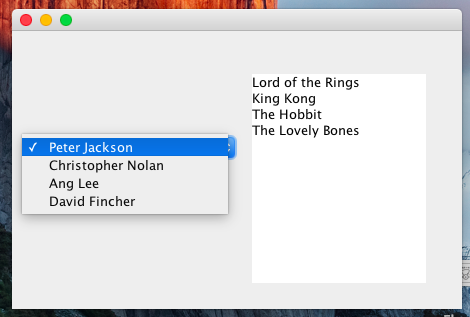 Peter Jackson
Christopher Nolan
Ang Lee
David Fincher
Lord of the Rings
King Kong
The Hobbit
The Lovely Bones